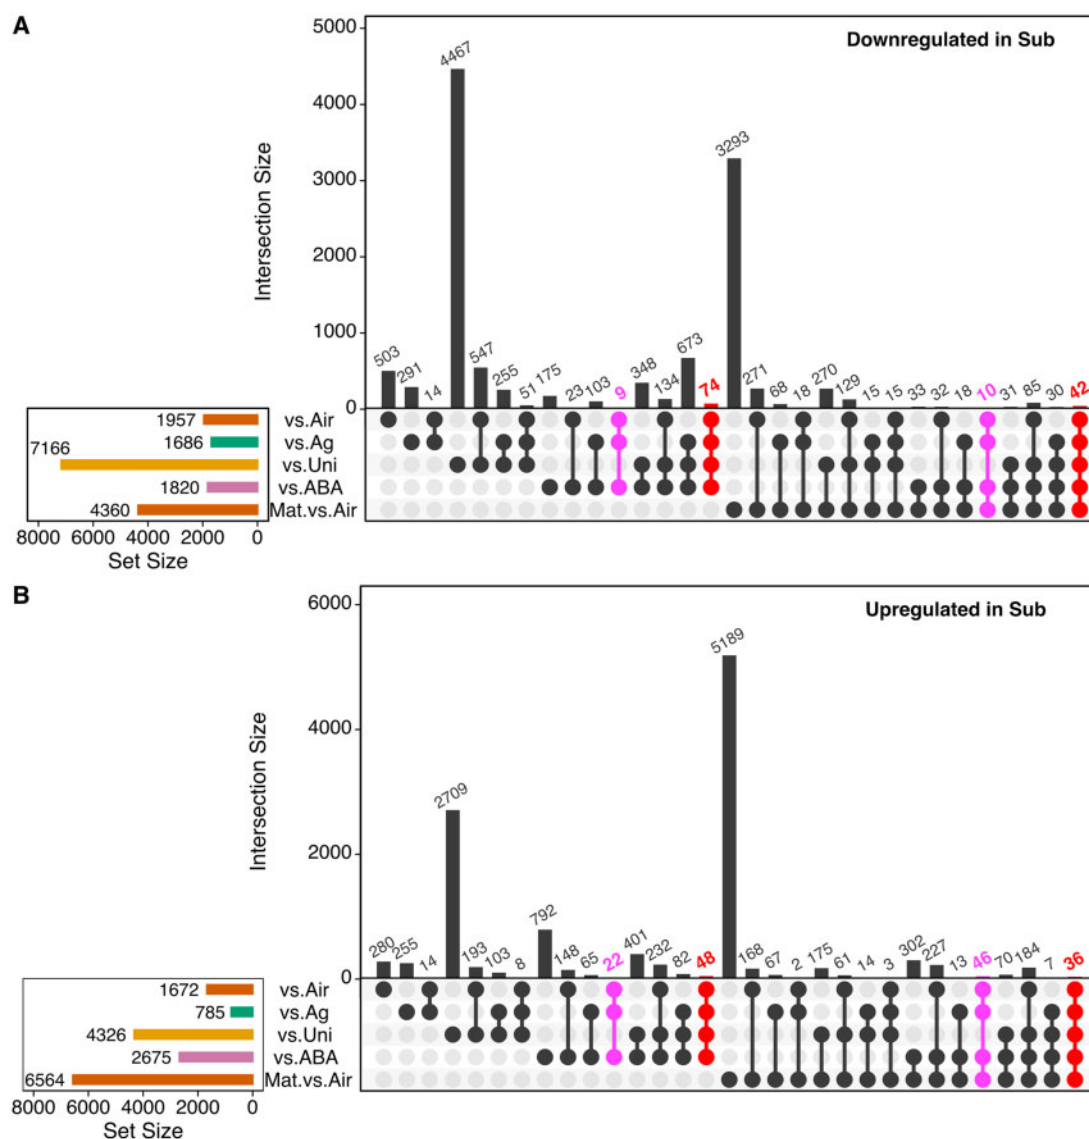 A
Downregulated in Sub
Intersection Size
5000
4000
3000
2000
1000
0
503 291 14 4467 547 255 51 175 23 103 9 348 134 673 74 3293 271 68 18 270 129 15 15 33 32 18 10 31 85 30 42
1957 vs.Air
1686 vs.Ag
7166 vs.Uni
1820 vs.ABA
4360 Mat.vs.Air
8000 6000 4000 2000 0
Set Size
B
Upregulated in Sub
Intersection Size
6000
4000
2000
0
280 255 14 2709 193 103 8 792 148 65 22 401 232 82 48 5189 168 67 2 175 61 14 3 302 227 13 46 70 184 7 36
1672 vs.Air
785 vs.Ag
4326 vs.Uni
2675 vs.ABA
6564 Mat.vs.Air
8000 6000 4000 2000 0
Set Size